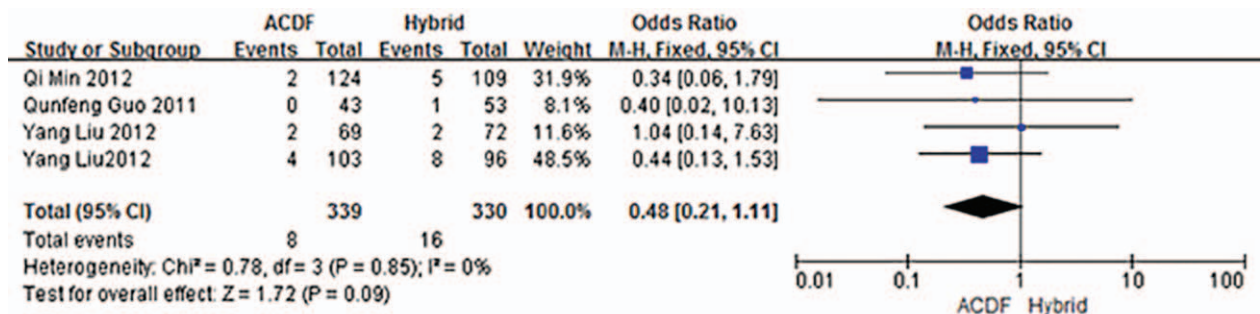 ACDF Hybrid Odds Ratio Odds Ratio
Study or Subgroup Events Total Events Total Weight M-H, Fixed, 95% CI M-H, Fixed, 95% CI
Qi Min 2012 2 124 5 109 31.9% 0.34 [0.06, 1.79]
Qunfeng Guo 2011 0 43 1 53 8.1% 0.40 [0.02, 10.13]
Yang Liu 2012 2 69 2 72 11.6% 1.04 [0.14, 7.63]
Yang Liu2012 4 103 8 96 48.5% 0.44 [0.13, 1.53]
Total (95% CI) 339 330 100.0% 0.48 [0.21, 1.11]
Total events 8 16
Heterogeneity: Chi² = 0.78, df = 3 (P = 0.85); I² = 0%
Test for overall effect: Z = 1.72 (P = 0.09)
0.01 0.1 1 10 100
ACDF Hybrid